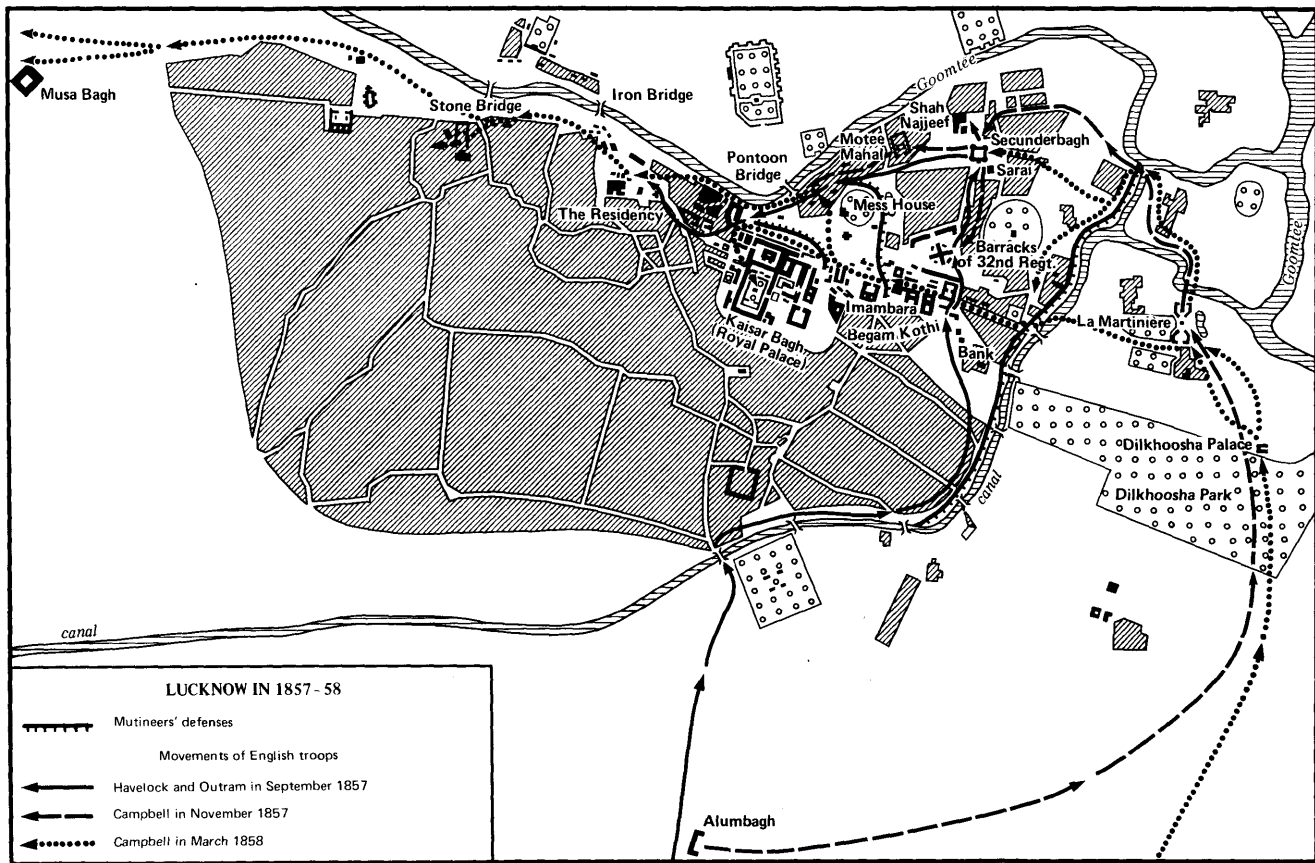 Musa Bagh
Stone Bridge
Iron Bridge
Goomtee
Shah
Najjeef
Motee
Mahal
Secunderbagh
Sarai
Pontoon
Bridge
Mess House
The Residency
Barracks
of 32nd Regt.
Imambara
Begam Kothi
Kaisar Bagh
(Royal Palace)
Bank
La Martinière
Goomtee
Dilkhoosha Palace
Dilkhoosha Park
canal
canal
Alumbagh
LUCKNOW IN 1857-58
Mutineers' defenses
Movements of English troops
Havelock and Outram in September 1857
Campbell in November 1857
Campbell in March 1858